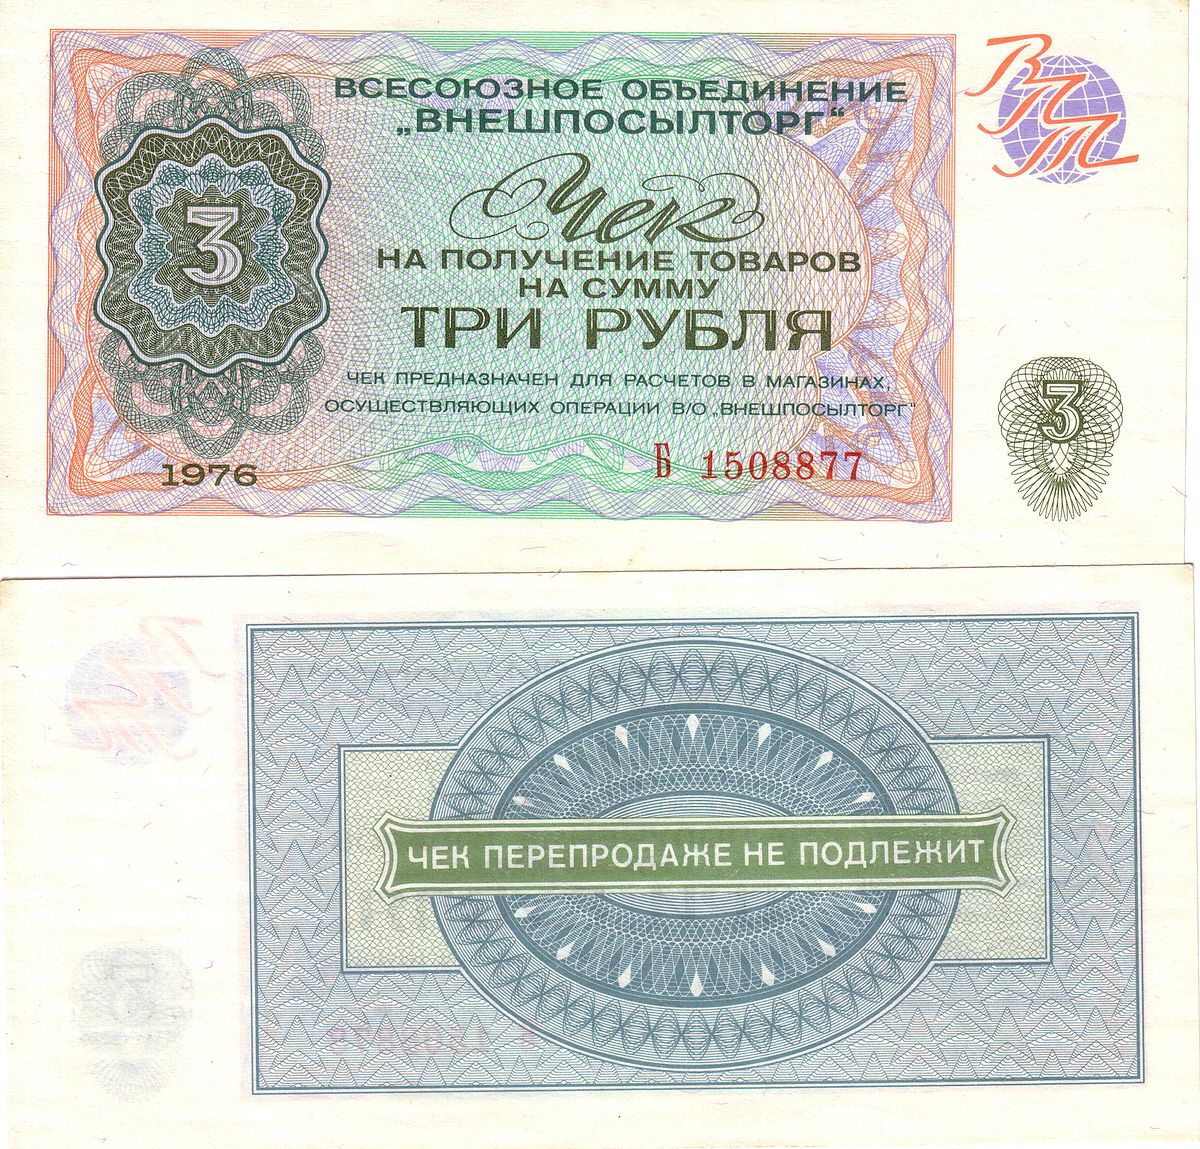 ВСЕСОЮЗНОЕ ОБЪЕДИНЕНИЕ
„ВНЕШПОСЫЛТОРГ"
ВПТ
3
Чек
НА ПОЛУЧЕНИЕ ТОВАРОВ
НА СУММУ
ТРИ РУБЛЯ
ЧЕК ПРЕДНАЗНАЧЕН ДЛЯ РАСЧЕТОВ В МАГАЗИНАХ,
ОСУЩЕСТВЛЯЮЩИХ ОПЕРАЦИИ В/О „ВНЕШПОСЫЛТОРГ"
3
1976
Б 1508877
ЧЕК ПЕРЕПРОДАЖЕ НЕ ПОДЛЕЖИТ